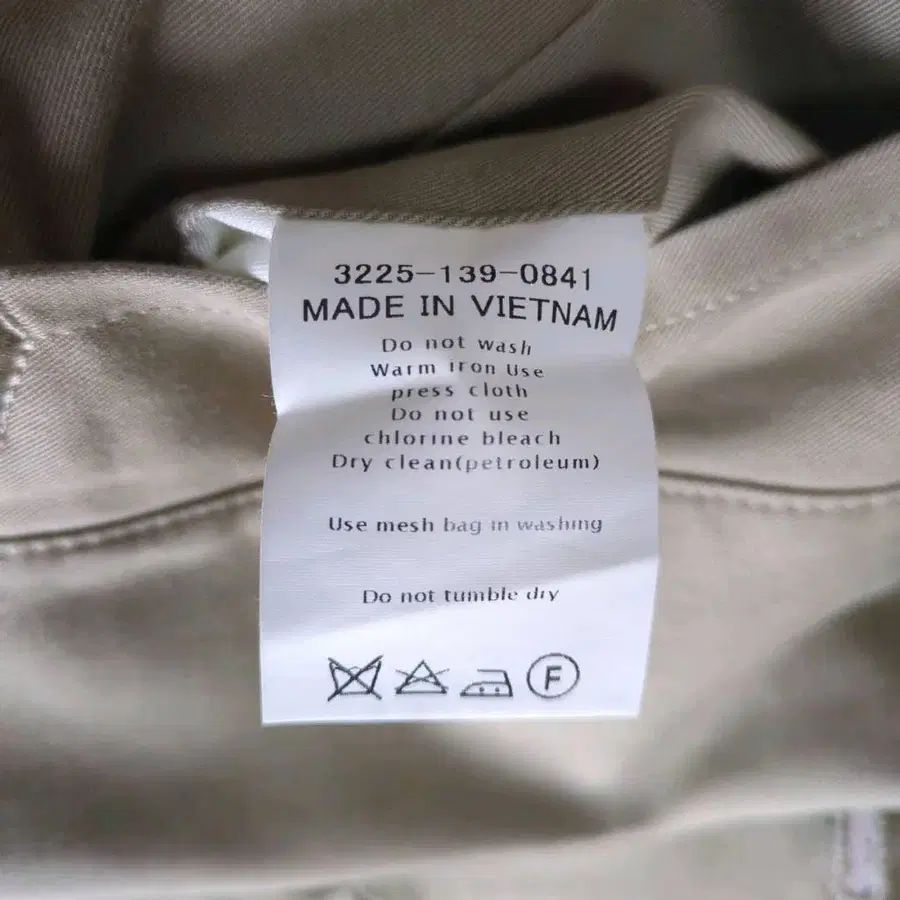 3225-139-0841
MADE IN VIETNAM
Do not wash
Warm iron Use
press cloth
Do not use
chlorine bleach
Dry clean(petroleum)
Use mesh bag in washing
Do not tumble dry
F